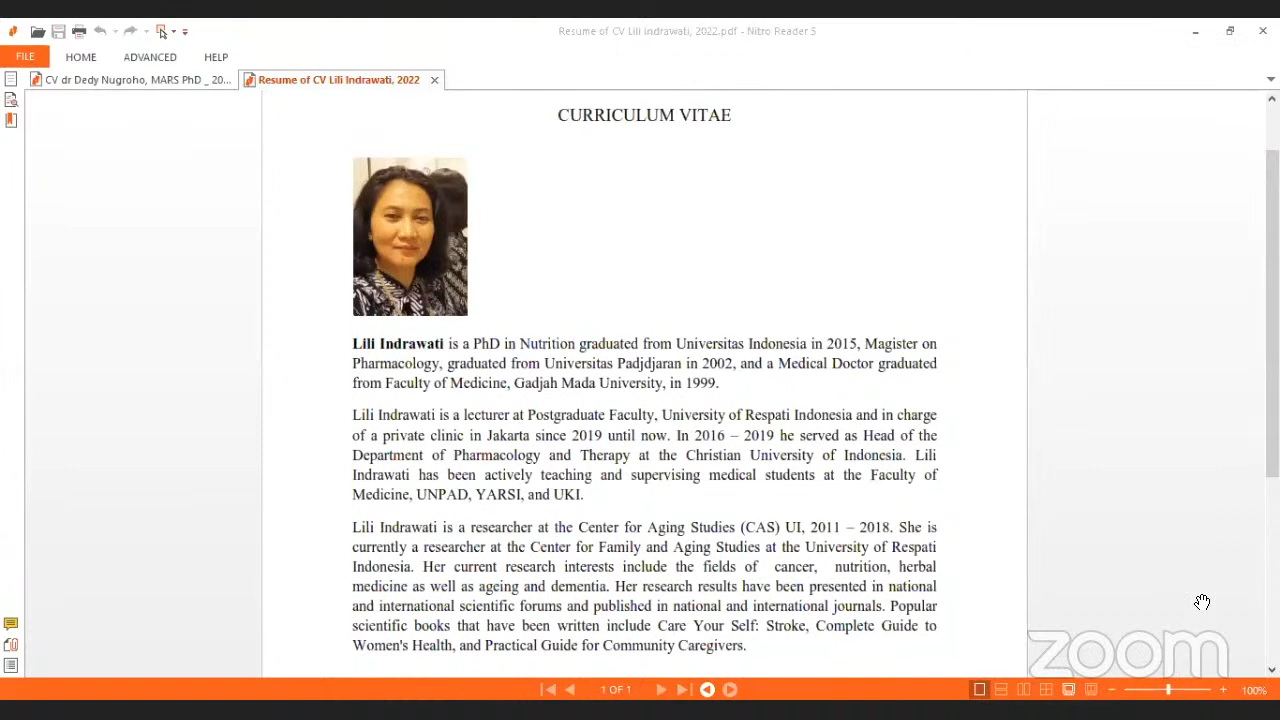 Resume of CV Lili Indrawati, 2022.pdf - Nitro Reader 5
FILE HOME ADVANCED HELP
CV dr Dedy Nugroho, MARS PhD _ 20... Resume of CV Lili Indrawati, 2022
CURRICULUM VITAE
Lili Indrawati is a PhD in Nutrition graduated from Universitas Indonesia in 2015, Magister on
Pharmacology, graduated from Universitas Padjdjaran in 2002, and a Medical Doctor graduated
from Faculty of Medicine, Gadjah Mada University, in 1999.
Lili Indrawati is a lecturer at Postgraduate Faculty, University of Respati Indonesia and in charge
of a private clinic in Jakarta since 2019 until now. In 2016 – 2019 he served as Head of the
Department of Pharmacology and Therapy at the Christian University of Indonesia. Lili
Indrawati has been actively teaching and supervising medical students at the Faculty of
Medicine, UNPAD, YARSI, and UKI.
Lili Indrawati is a researcher at the Center for Aging Studies (CAS) UI, 2011 – 2018. She is
currently a researcher at the Center for Family and Aging Studies at the University of Respati
Indonesia. Her current research interests include the fields of cancer, nutrition, herbal
medicine as well as ageing and dementia. Her research results have been presented in national
and international scientific forums and published in national and international journals. Popular
scientific books that have been written include Care Your Self: Stroke, Complete Guide to
Women's Health, and Practical Guide for Community Caregivers.
zoom
1 OF 1 100%